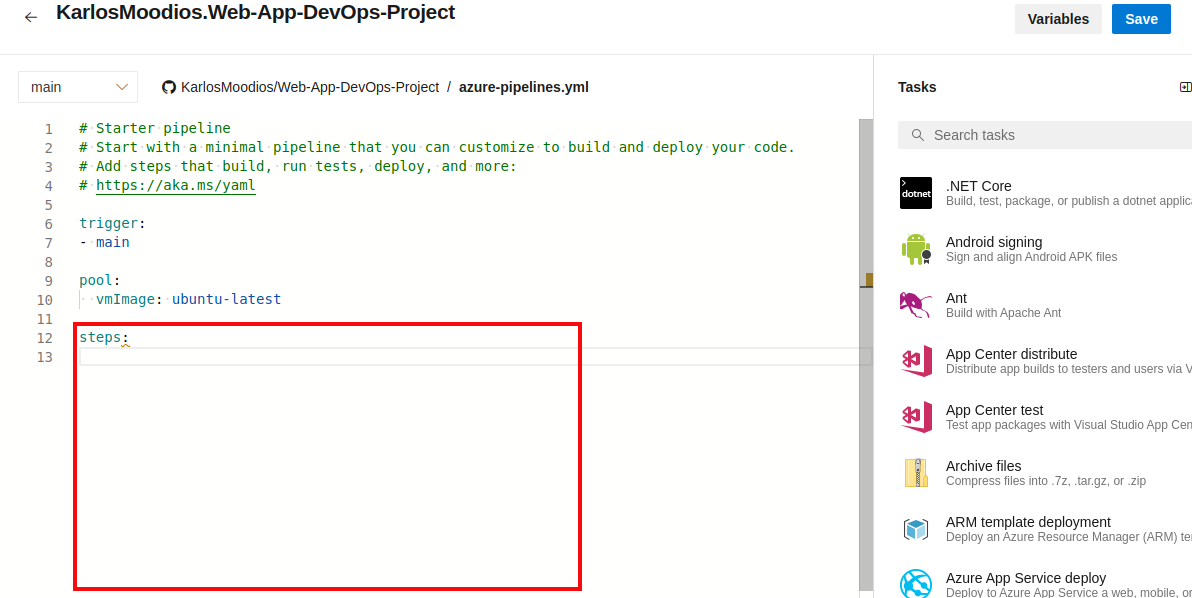 KarlosMoodios.Web-App-DevOps-Project
Variables
Save
main
KarlosMoodios/Web-App-DevOps-Project / azure-pipelines.yml
1 # Starter pipeline
2 # Start with a minimal pipeline that you can customize to build and deploy your code.
3 # Add steps that build, run tests, deploy, and more:
4 # https://aka.ms/yaml
5
6 trigger:
7 - main
8
9 pool:
10   vmImage: ubuntu-latest
11
12 steps:
13
Tasks
Search tasks
dotnet
.NET Core
Build, test, package, or publish a dotnet applica
Android signing
Sign and align Android APK files
Ant
Build with Apache Ant
App Center distribute
Distribute app builds to testers and users via V
App Center test
Test app packages with Visual Studio App Cen
Archive files
Compress files into .7z, .tar.gz, or .zip
ARM template deployment
Deploy an Azure Resource Manager (ARM) te
Azure App Service deploy
Deploy to Azure App Service a web, mobile, or